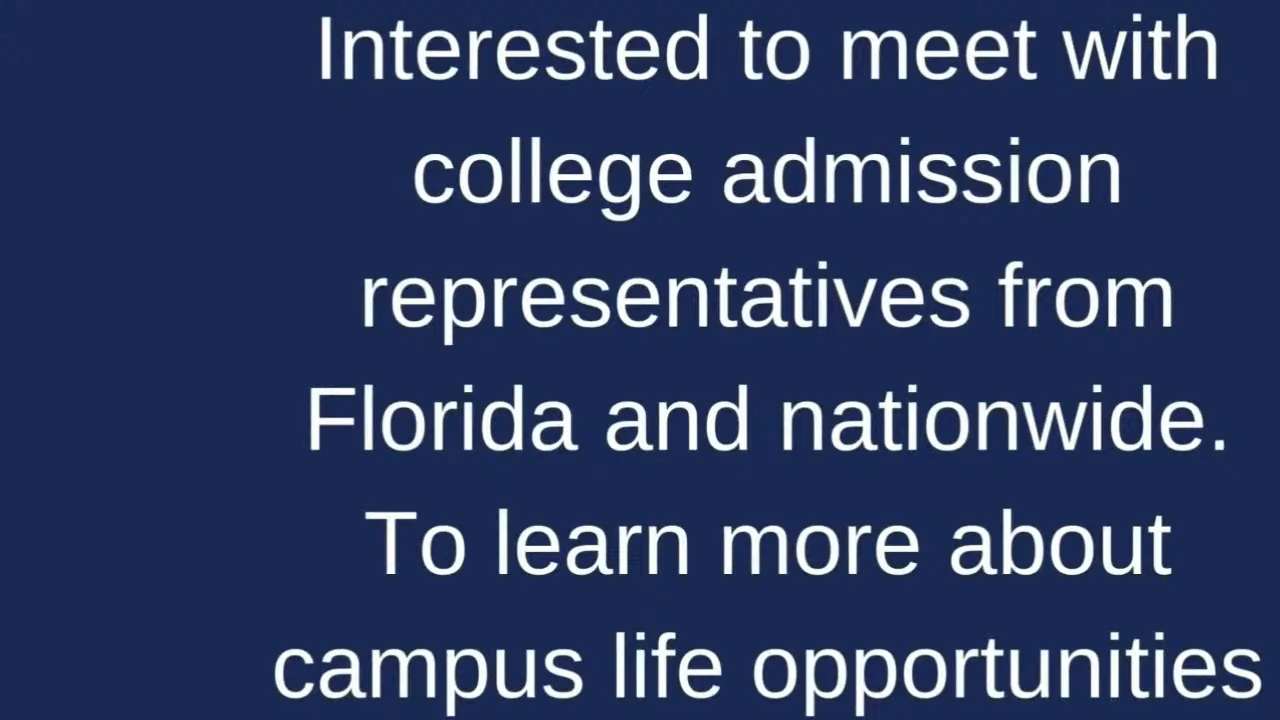 Interested to meet with
college admission
representatives from
Florida and nationwide.
To learn more about
campus life opportunities